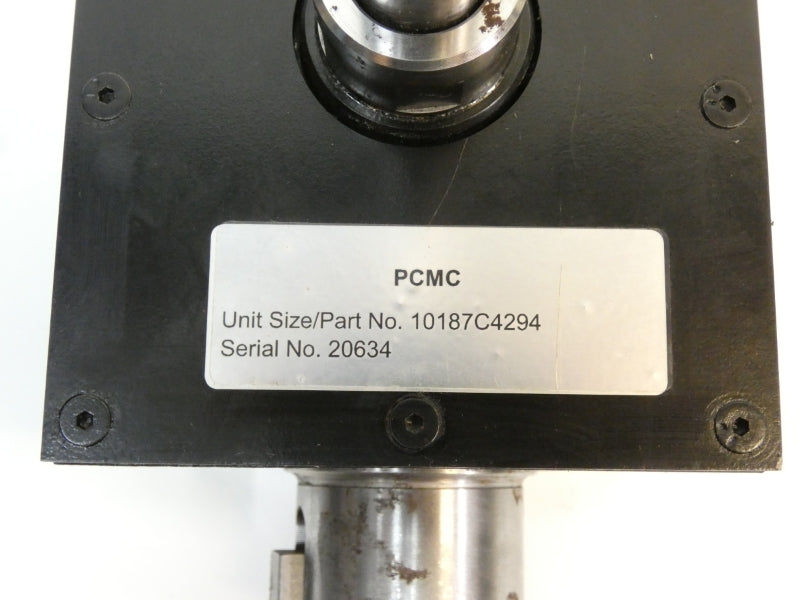 PCMC
Unit Size/Part No. 10187C4294
Serial No. 20634